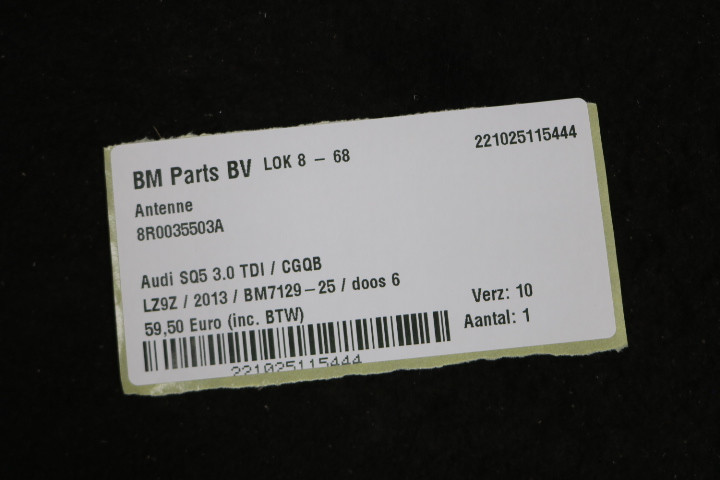 BM Parts BV LOK 8 - 68 221025115444
Antenne
8R0035503A
Audi SQ5 3.0 TDI / CGQB
LZ9Z / 2013 / BM7129-25 / doos 6
59,50 Euro (inc. BTW)
Verz: 10
Aantal: 1
221025115444